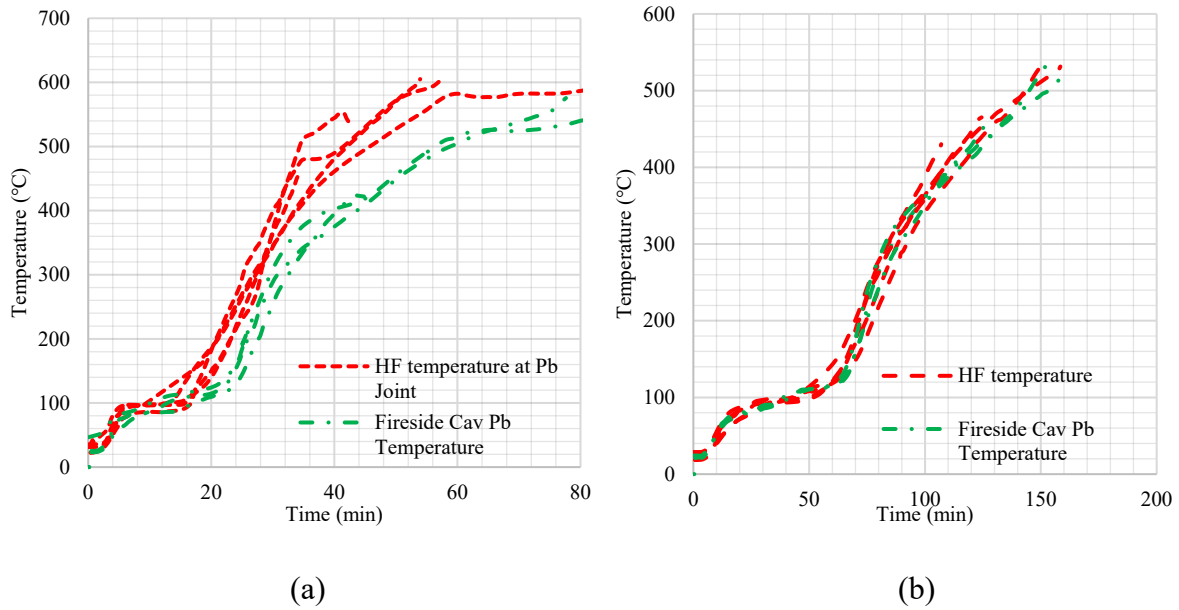 700
600
500
400
300
200
100
0
Temperature (℃)
0
20
40
60
80
Time (min)
HF temperature at Pb
Joint
Fireside Cav Pb
Temperature
(a)
600
500
400
300
200
100
0
Temperature (℃)
0
50
100
150
200
Time (min)
HF temperature
Fireside Cav Pb
Temperature
(b)